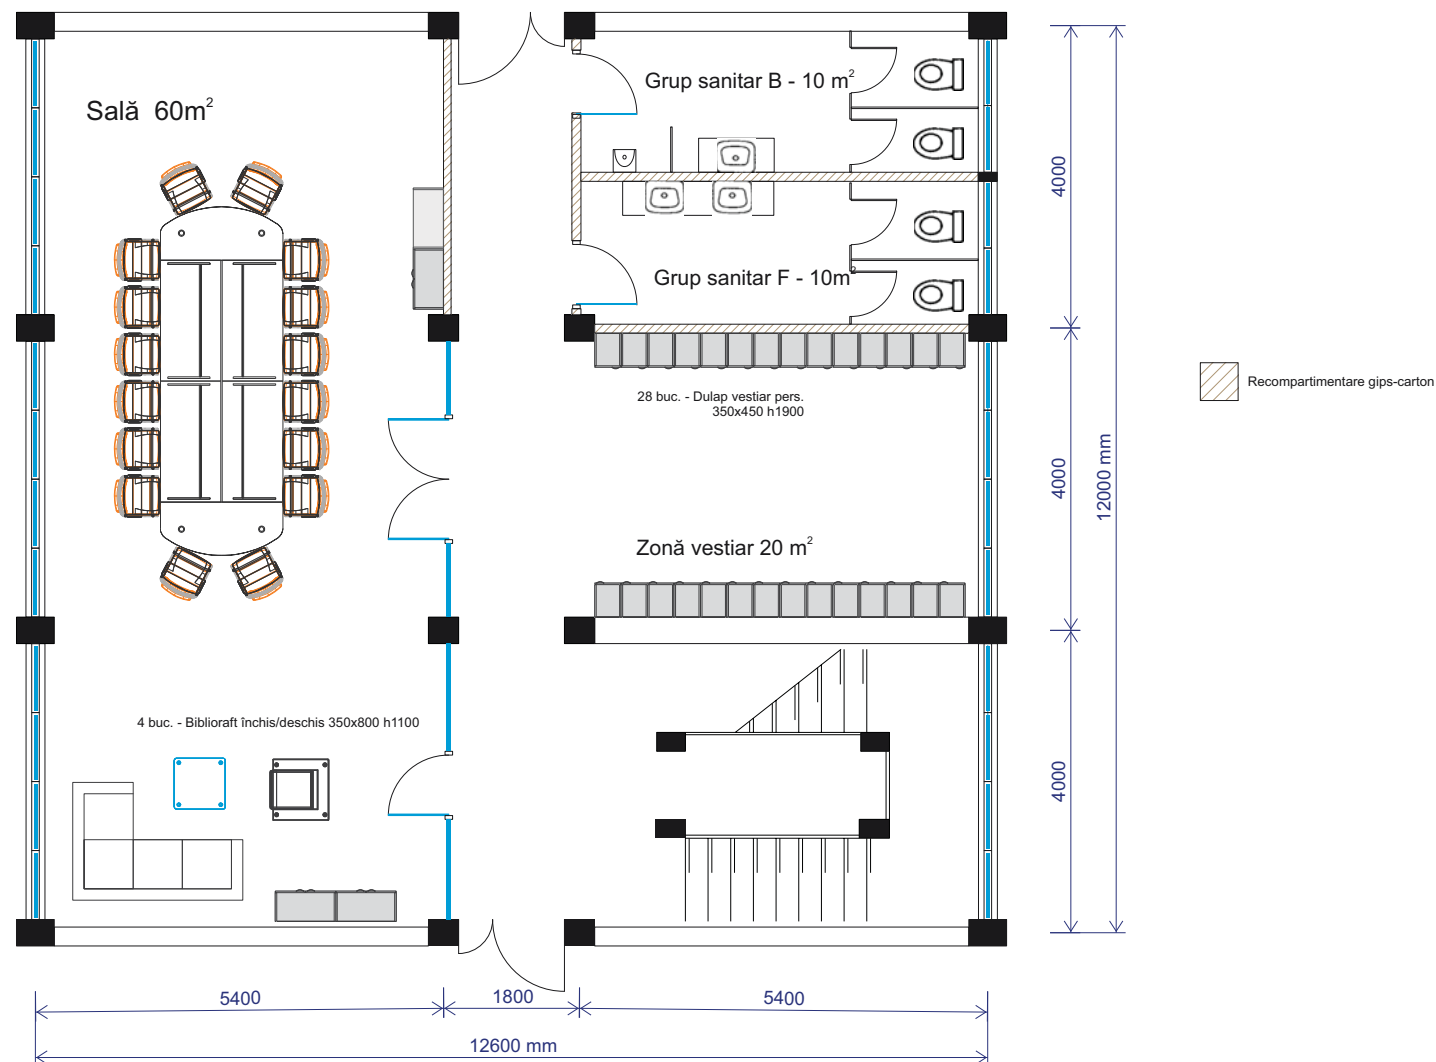 Sală 60m²
Grup sanitar B - 10 m²
Grup sanitar F - 10m²
28 buc. - Dulap vestiar pers.
350x450 h1900
Zonă vestiar 20 m²
4 buc. - Biblioraft închis/deschis 350x800 h1100
4000
4000
4000
12000 mm
Recompartimentare gips-carton
5400
1800
5400
12600 mm